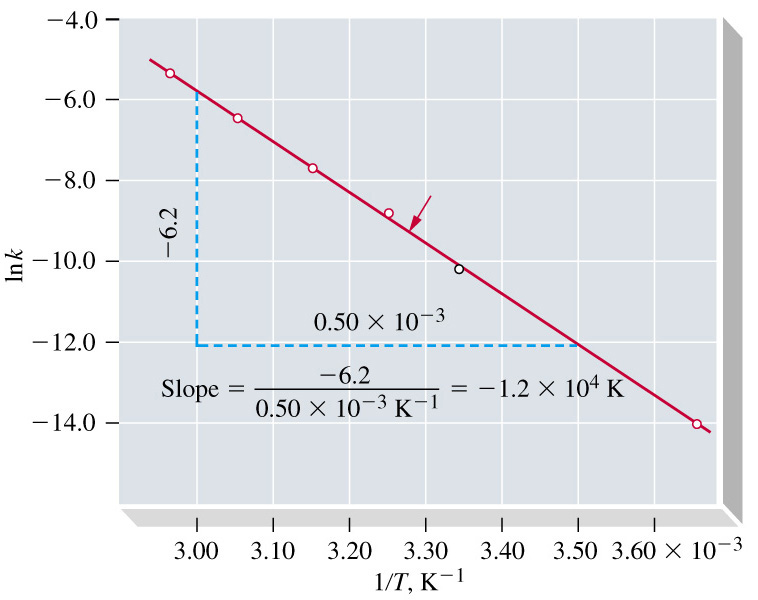 −4.0
−6.0
−8.0
−10.0
−12.0
−14.0
ln k
−6.2
0.50 × 10⁻³
Slope = −6.2 / 0.50 × 10⁻³ K⁻¹ = −1.2 × 10⁴ K
3.00 3.10 3.20 3.30 3.40 3.50 3.60 × 10⁻³
1/T, K⁻¹